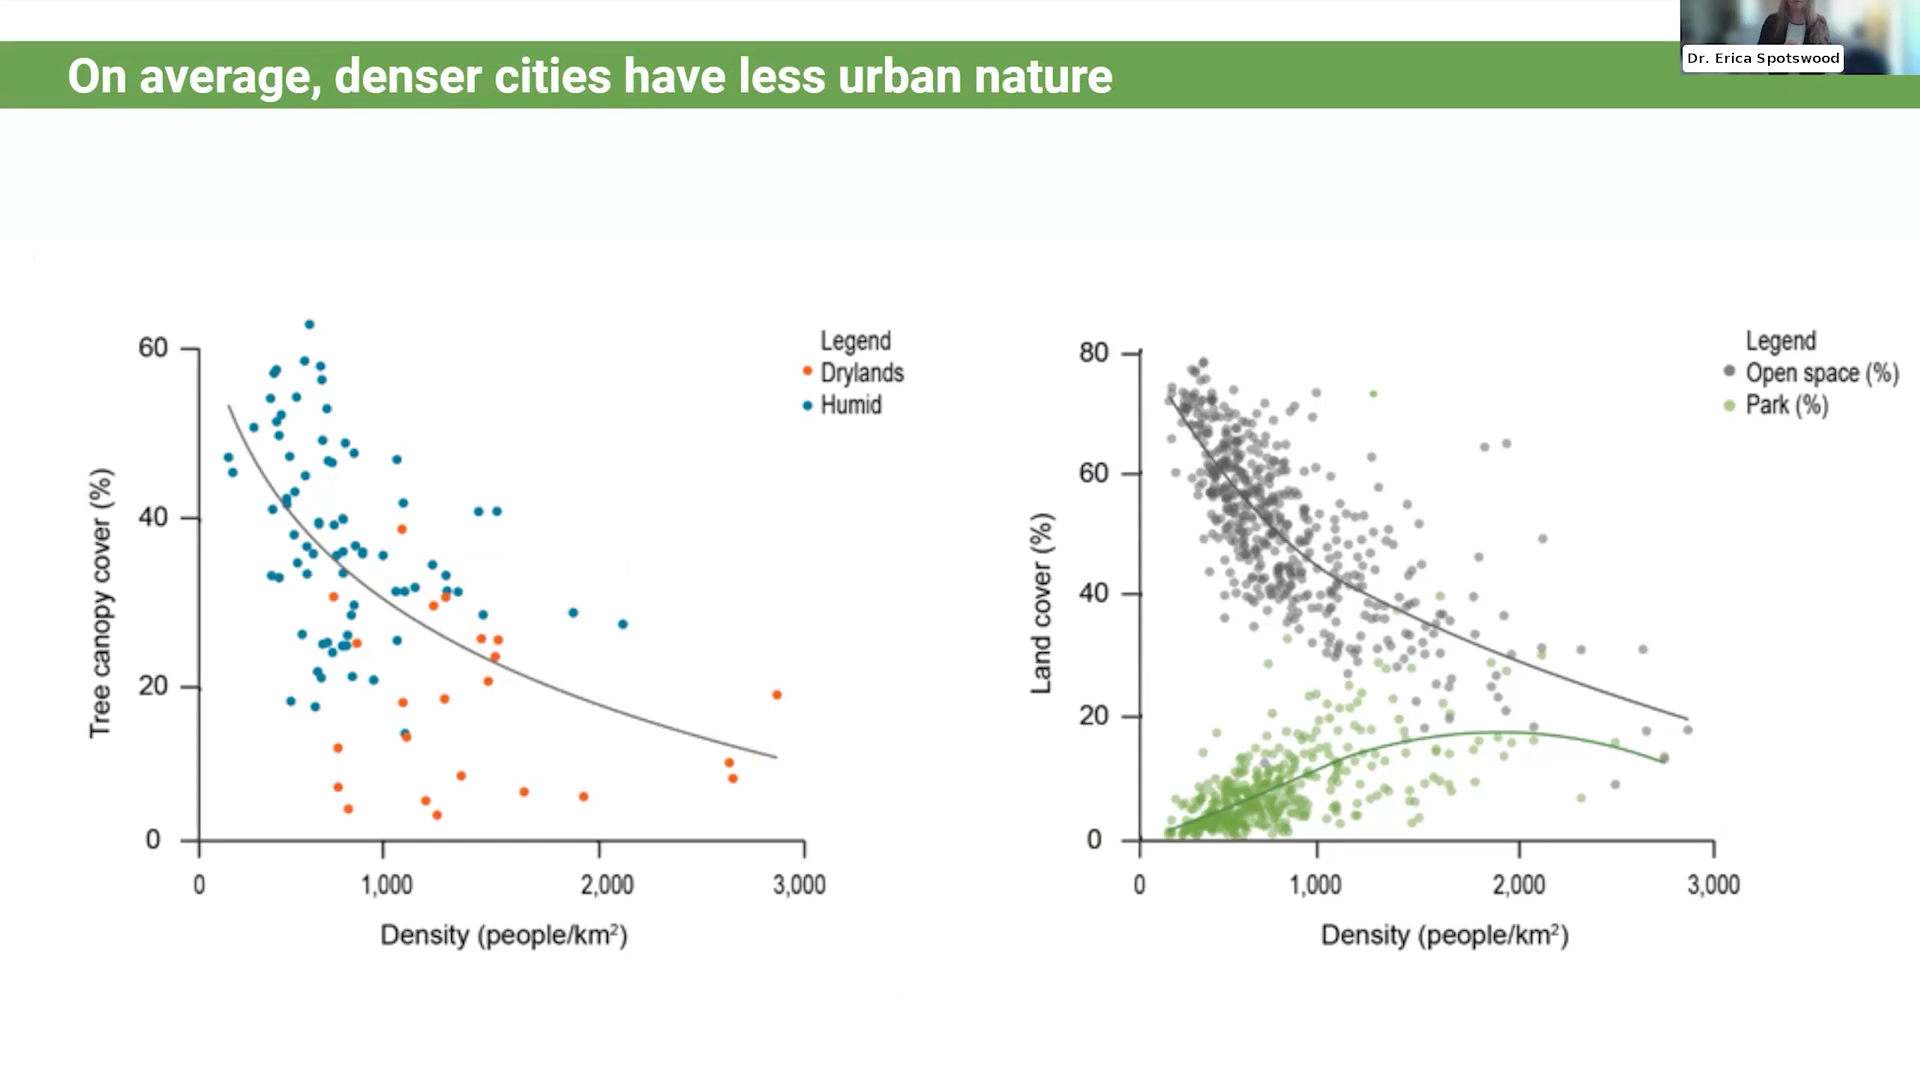 On average, denser cities have less urban nature
Dr. Erica Spotswood
Legend
Drylands
Humid
60
40
20
0
Tree canopy cover (%)
0 1,000 2,000 3,000
Density (people/km²)
Legend
Open space (%)
Park (%)
80
60
40
20
0
Land cover (%)
0 1,000 2,000 3,000
Density (people/km²)